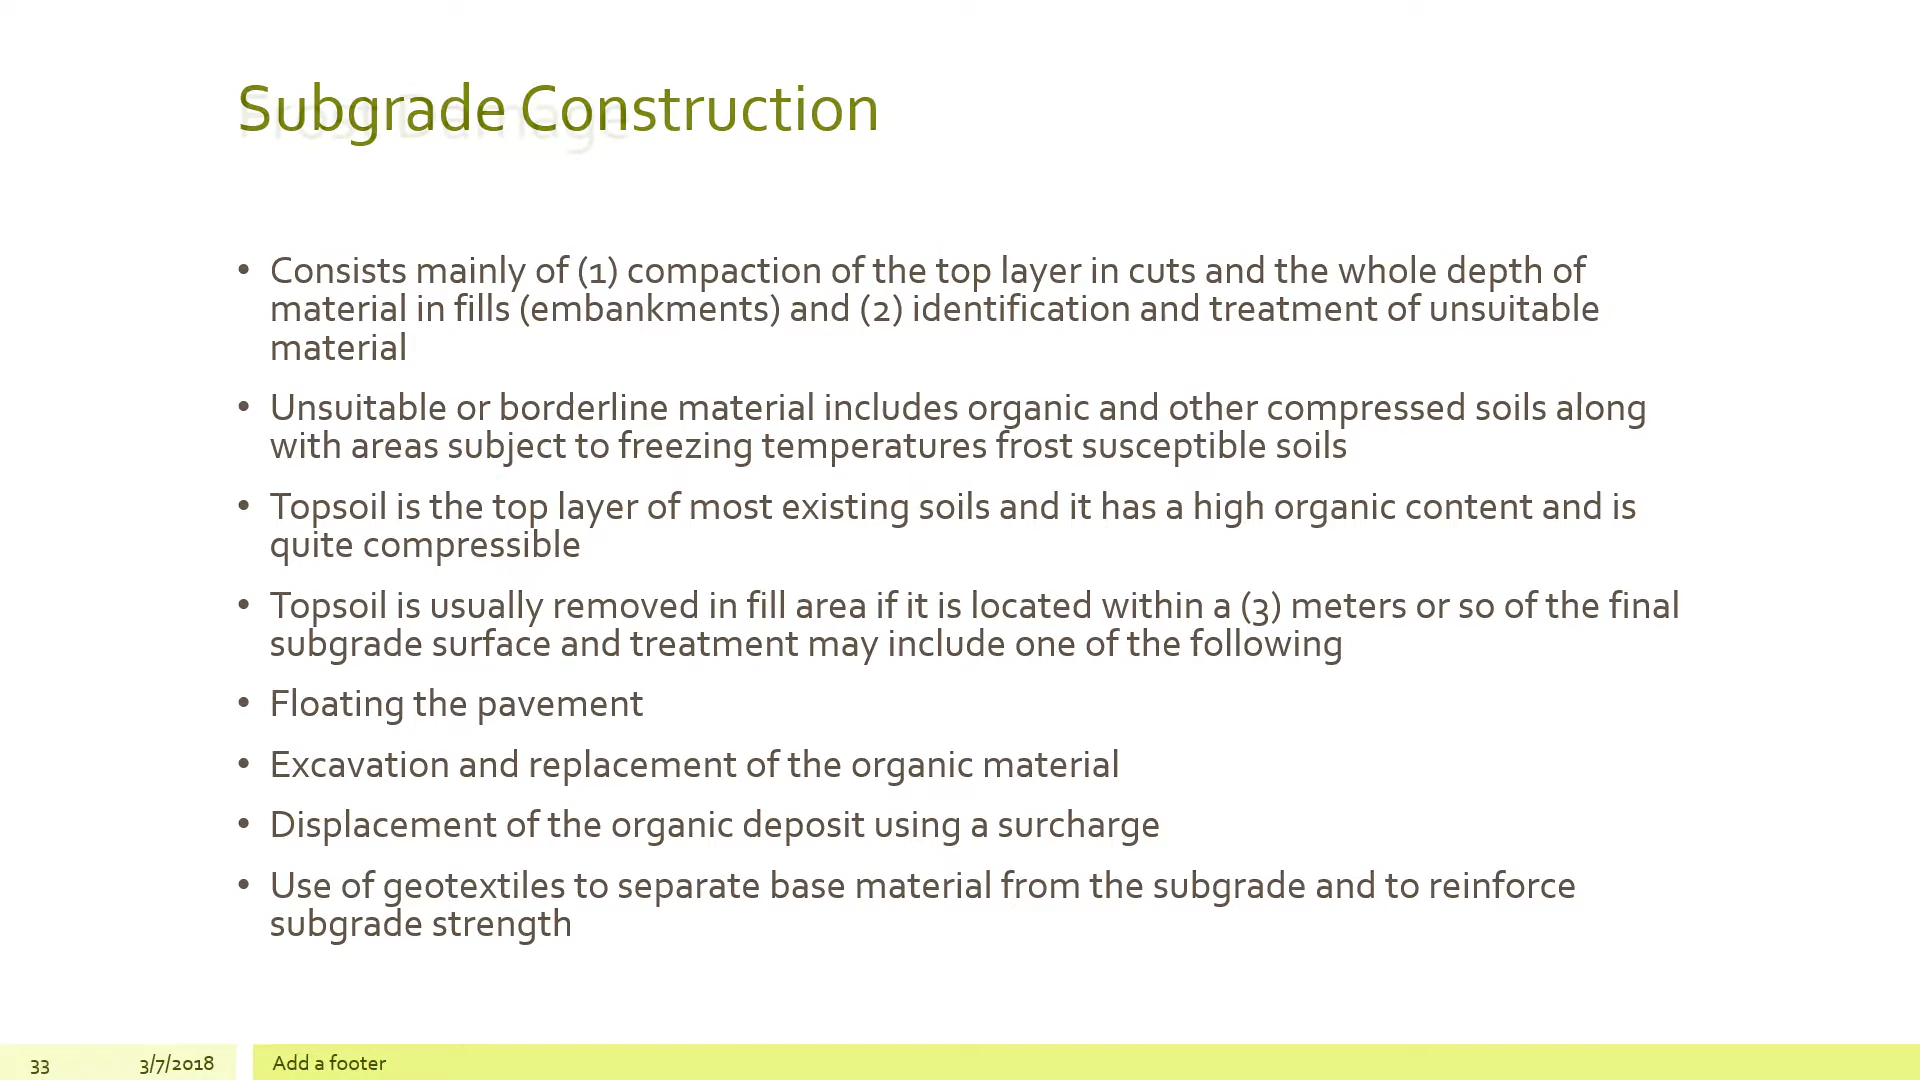 Subgrade Construction
Frost Damage
• Consists mainly of (1) compaction of the top layer in cuts and the whole depth of
material in fills (embankments) and (2) identification and treatment of unsuitable
material
• Unsuitable or borderline material includes organic and other compressed soils along
with areas subject to freezing temperatures frost susceptible soils
• Topsoil is the top layer of most existing soils and it has a high organic content and is
quite compressible
• Topsoil is usually removed in fill area if it is located within a (3) meters or so of the final
subgrade surface and treatment may include one of the following
• Floating the pavement
• Excavation and replacement of the organic material
• Displacement of the organic deposit using a surcharge
• Use of geotextiles to separate base material from the subgrade and to reinforce
subgrade strength
33 3/7/2018 Add a footer